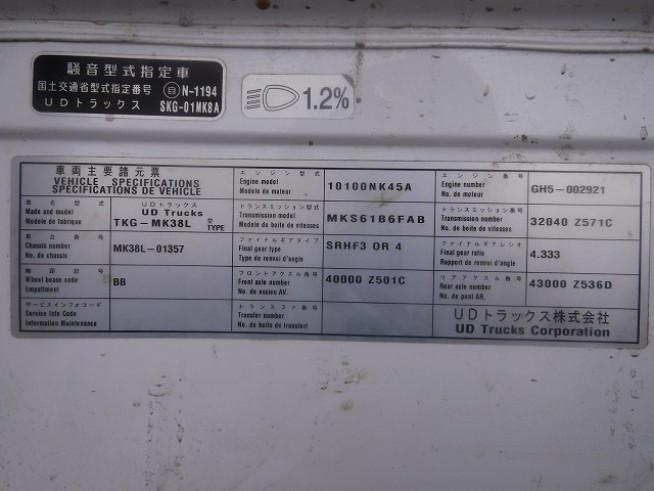 騒音型式指定車
国土交通省型式指定番号 自 N-1194
UDトラックス SKG-01MK8A
1.2%
車両主要諸元票
VEHICLE SPECIFICATIONS
SPECIFICATIONS DE VEHICLE
車名型式
Made and model
Modele de fabrique
UDトラックス
UD Trucks
TKG-MK38L 型 TYPE
エンジン型式
Engine model
Modele de moteur
10100NK45A
エンジン番号
Engine number
No. de moteur
GH5-002921
トランスミッション型式
Transmission model
Modele de boite de vitesses
MKS61B6FAB
トランスミッション番号
Transmission number
No. de boite de vitesses
32040 Z571C
車台番号
Chassis number
No. de chassis
MK38L-01357
ファイナルギアタイプ
Final gear type
Type de renvoi d'angle
SRHF3 OR 4
ファイナルギアレシオ
Final gear ratio
Rapport de renvoi d'angle
4.333
軸距記号
Wheel bease code
Empattment
BB
フロントアクスル番号
Front axle number
No. de essieu AV.
40000 Z501C
リアアクスル番号
Rear axle number
No. de pont AR.
43000 Z536D
サービスインフォコード
Service Info Code
Information Maintenance
トランスファ番号
Transfer number
No. de boite de transfert
UDトラックス株式会社
UD Trucks Corporation